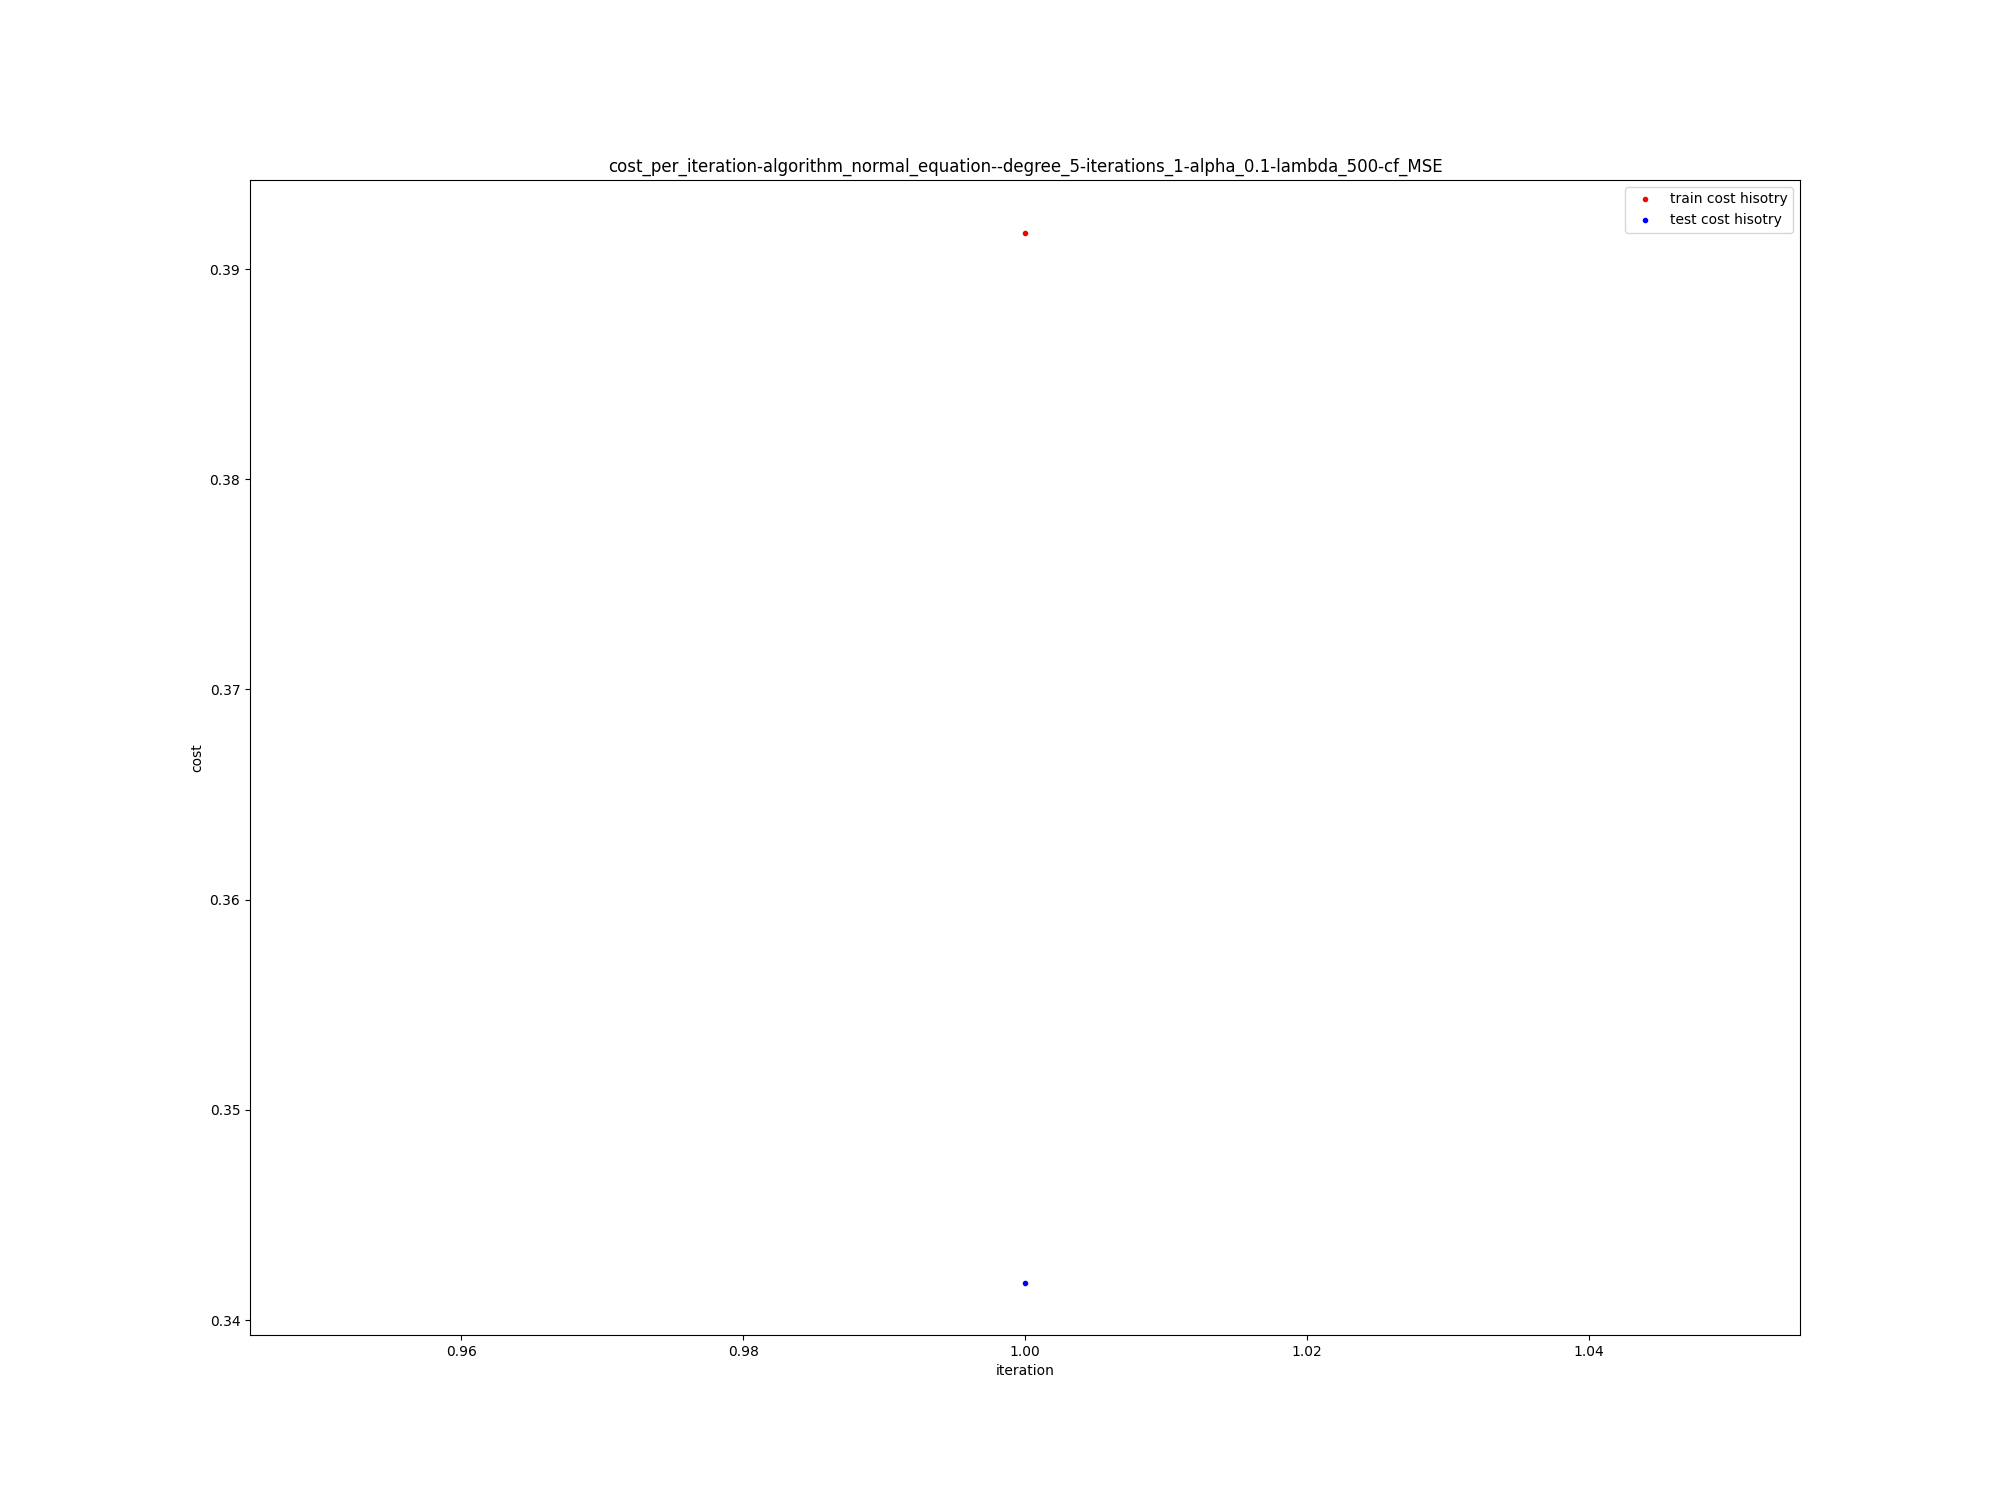 cost_per_iteration-algorithm_normal_equation--degree_5-iterations_1-alpha_0.1-lambda_500-cf_MSE
train cost hisotry
test cost hisotry
0.39
0.38
0.37
0.36
0.35
0.34
cost
0.96
0.98
1.00
1.02
1.04
iteration